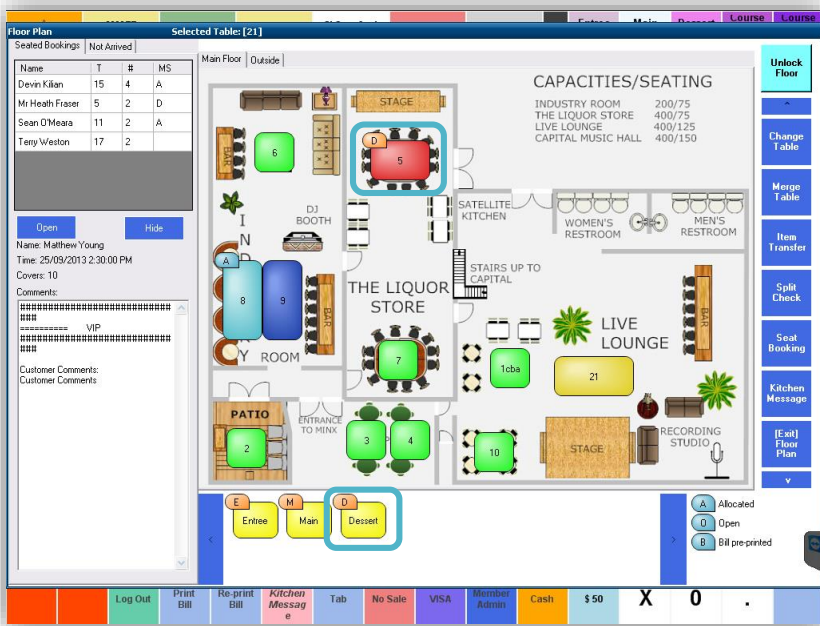 Entree Main Dessert Course Course
Floor Plan Selected Table: [21]
Seated Bookings Not Arrived
Name T # MS
Devin Kilian 15 4 A
Mr Heath Fraser 5 2 D
Sean O'Meara 11 2 A
Terry Weston 17 2
Open Hide
Name: Matthew Young
Time: 25/09/2013 2:30:00 PM
Covers: 10
Comments:
##############################
###
========== VIP
##############################
###
Customer Comments:
Customer Comments
Main Floor Outside
CAPACITIES/SEATING
INDUSTRY ROOM 200/75
THE LIQUOR STORE 400/75
LIVE LOUNGE 400/125
CAPITAL MUSIC HALL 400/150
STAGE
D
5
6
BAR
DJ
BOOTH
I
N
D
A
8
9
BAR
RY ROOM
SATELLITE
KITCHEN
WOMEN'S
RESTROOM
MEN'S
RESTROOM
STAIRS UP TO
CAPITAL
THE LIQUOR
STORE
7
LIVE
LOUNGE
BAR
1cba
21
PATIO
2
ENTRANCE
TO MINX
3
4
10
STAGE
RECORDING
STUDIO
E
Entree
M
Main
D
Dessert
A Allocated
O Open
B Bill pre-printed
Unlock
Floor
^
Change
Table
Merge
Table
Item
Transfer
Split
Check
Seat
Booking
Kitchen
Message
[Exit]
Floor
Plan
v
Log Out
Print
Bill
Re-print
Bill
Kitchen
Messag
e
Tab
No Sale
VISA
Member
Admin
Cash
$ 50
X
0
.